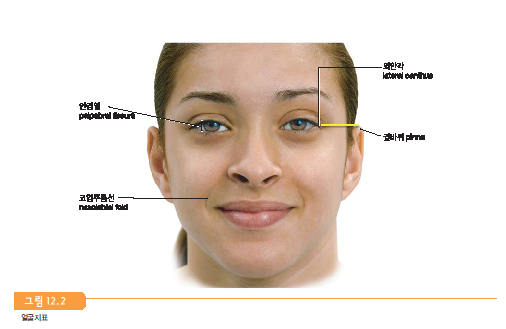 외안각
lateral canthus
안검열
palpebral fissure
귓바퀴 pinna
코입주름선
nasolabial fold
그림 12.2
얼굴 지표